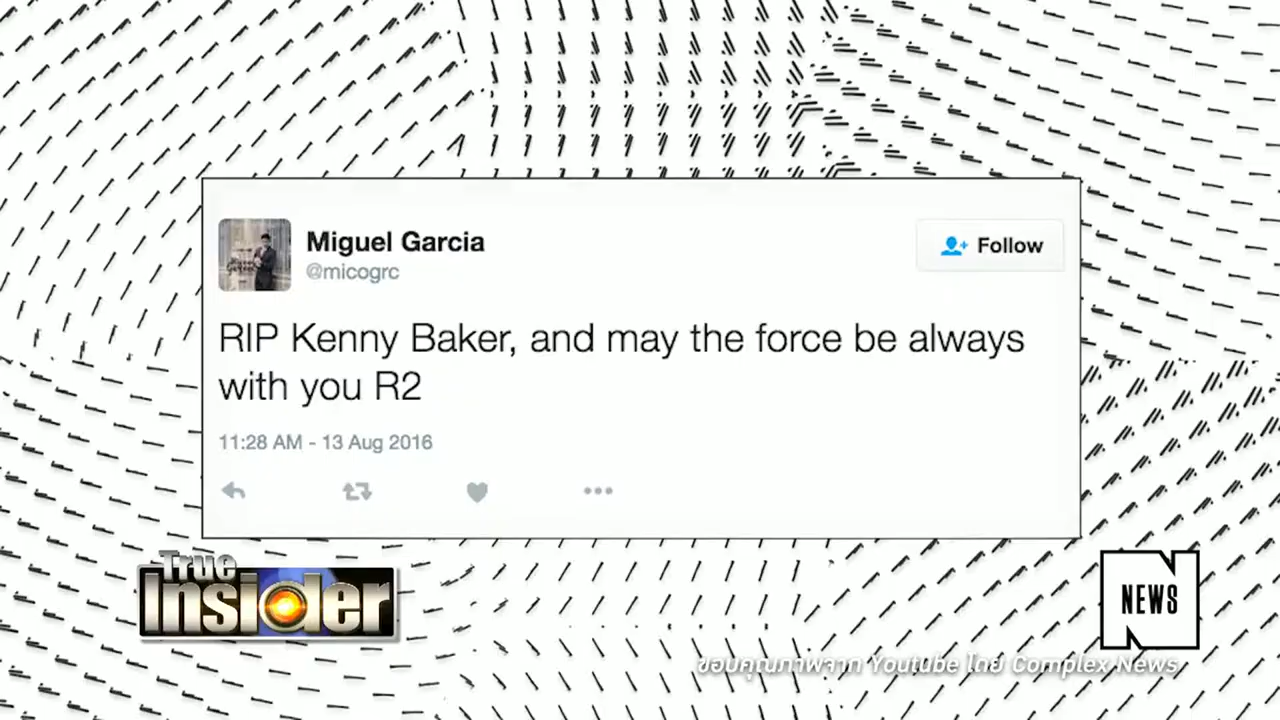 Miguel Garcia
@micogrc
Follow
RIP Kenny Baker, and may the force be always
with you R2
11:28 AM - 13 Aug 2016
True
Insider
NEWS
ขอบคุณภาพจาก Youtube โดย Complex News